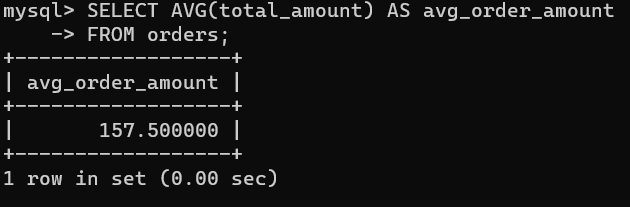 mysql> SELECT AVG(total_amount) AS avg_order_amount
    -> FROM orders;
+------------------+
| avg_order_amount |
+------------------+
|       157.500000 |
+------------------+
1 row in set (0.00 sec)